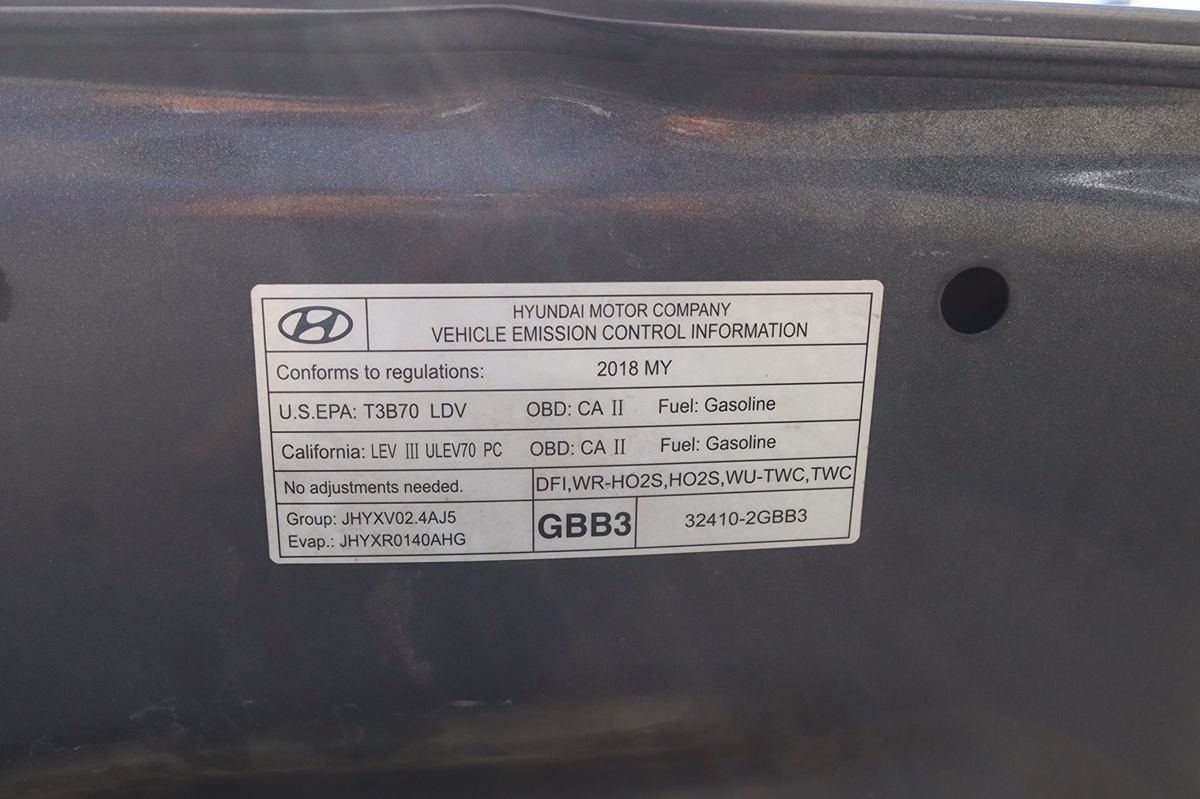 HYUNDAI MOTOR COMPANY
VEHICLE EMISSION CONTROL INFORMATION
Conforms to regulations: 2018 MY
U.S.EPA: T3B70 LDV OBD: CA II Fuel: Gasoline
California: LEV III ULEV70 PC OBD: CA II Fuel: Gasoline
No adjustments needed. DFI,WR-HO2S,HO2S,WU-TWC,TWC
Group: JHYXV02.4AJ5
Evap.: JHYXR0140AHG
GBB3
32410-2GBB3